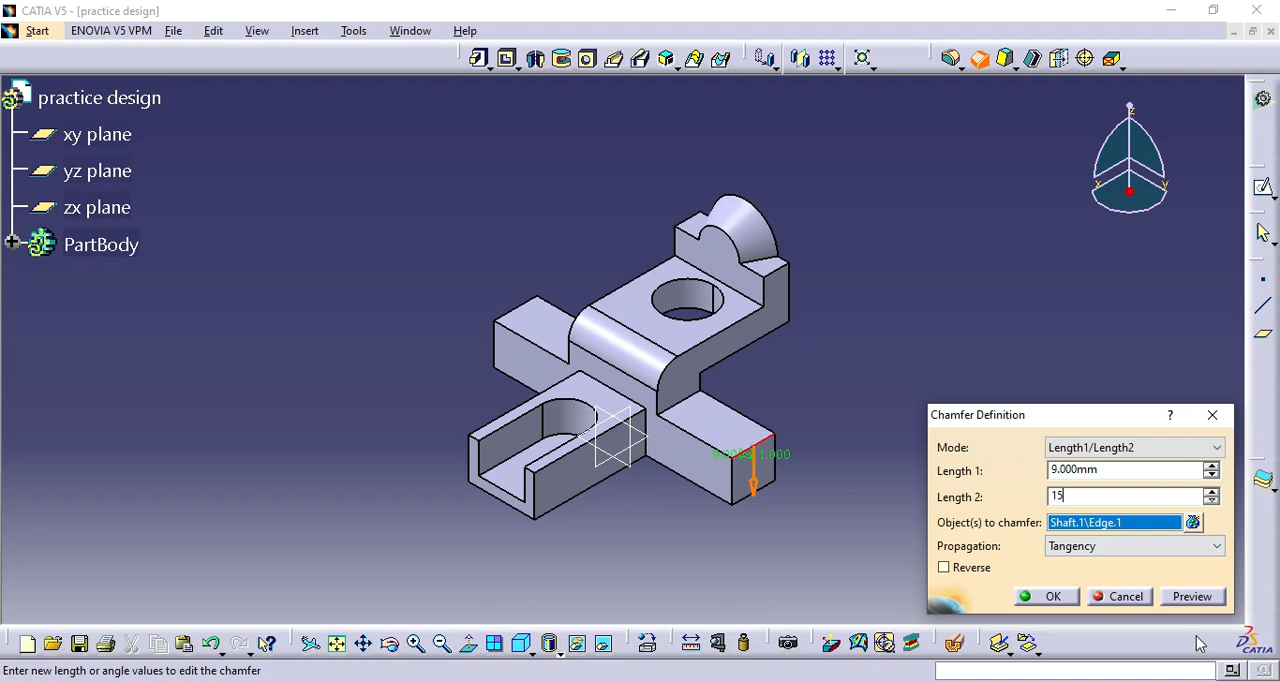 CATIA V5 - [practice design]
Start ENOVIA V5 VPM File Edit View Insert Tools Window Help
practice design
xy plane
yz plane
zx plane
PartBody
z
x
y
1.000
Chamfer Definition
Mode: Length1/Length2
Length 1: 9.000mm
Length 2: 15
Object(s) to chamfer: Shaft.1\Edge.1
Propagation: Tangency
Reverse
OK Cancel Preview
CATIA
Enter new length or angle values to edit the chamfer